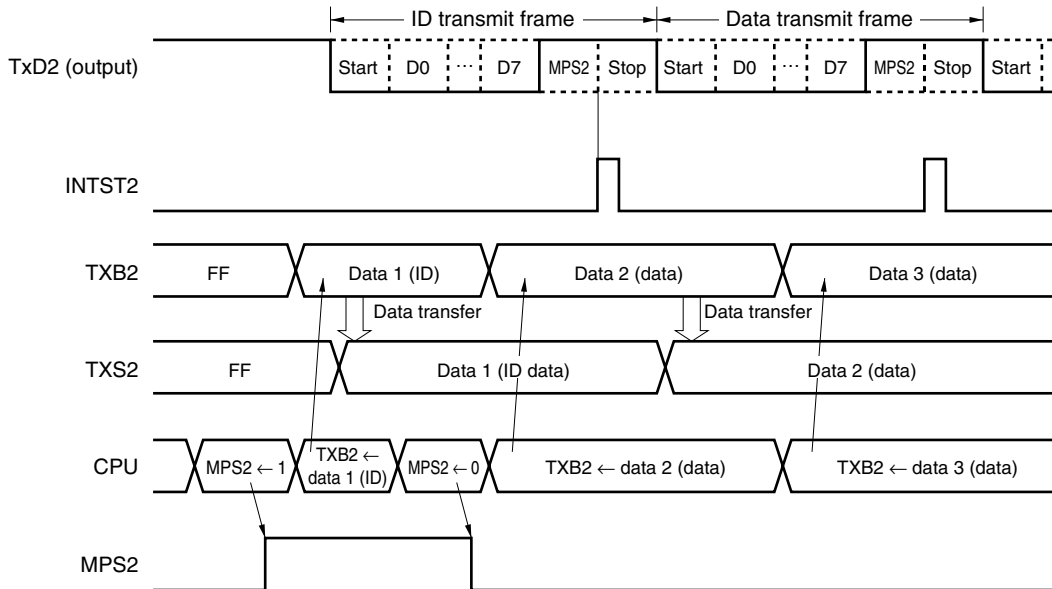 ID transmit frame Data transmit frame
TxD2 (output) Start D0 ... D7 MPS2 Stop Start D0 ... D7 MPS2 Stop Start
INTST2
TXB2 FF Data 1 (ID) Data 2 (data) Data 3 (data)
Data transfer Data transfer
TXS2 FF Data 1 (ID data) Data 2 (data)
CPU MPS2 ← 1 TXB2 ← data 1 (ID) MPS2 ← 0 TXB2 ← data 2 (data) TXB2 ← data 3 (data)
MPS2